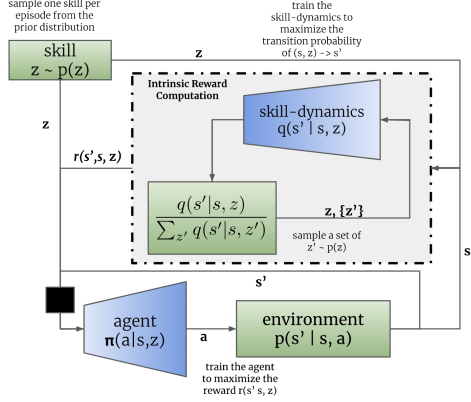 sample one skill per
episode from the
prior distribution
train the
skill-dynamics to
maximize the
transition probability
of (s, z) -> s’
skill
z ~ p(z)
z
Intrinsic Reward
Computation
skill-dynamics
q(s’ | s, z)
z
r(s’,s, z)
q(s′|s, z)
∑z′ q(s′|s, z′)
z, {z’}
sample a set of
z’ ~ p(z)
s
s’
agent
π(a|s,z)
a
environment
p(s’ | s, a)
train the agent
to maximize the
reward r(s’ s, z)